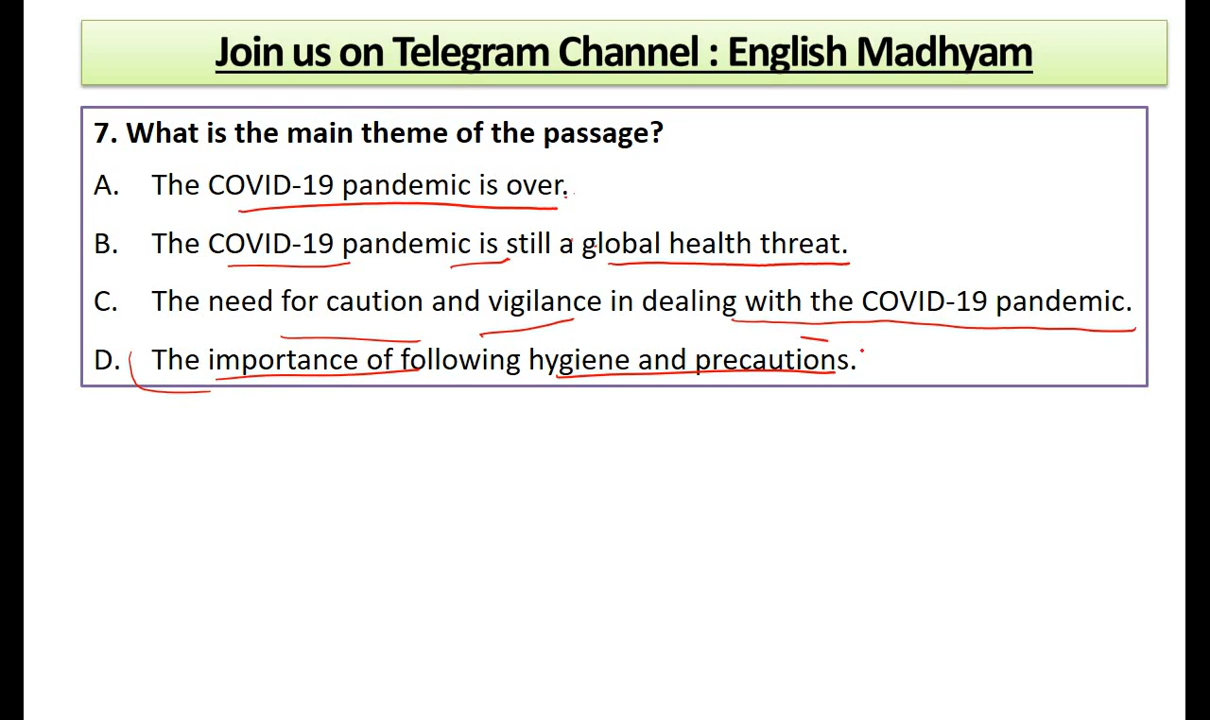 Join us on Telegram Channel : English Madhyam
7. What is the main theme of the passage?
A. The COVID-19 pandemic is over.
B. The COVID-19 pandemic is still a global health threat.
C. The need for caution and vigilance in dealing with the COVID-19 pandemic.
D. The importance of following hygiene and precautions.